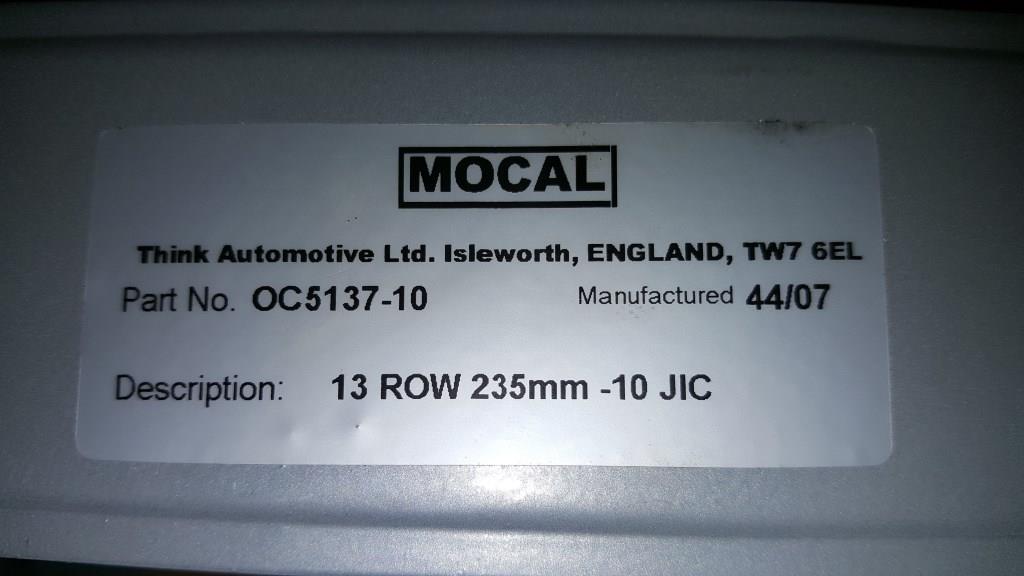 MOCAL
Think Automotive Ltd. Isleworth, ENGLAND, TW7 6EL
Part No. OC5137-10 Manufactured 44/07
Description: 13 ROW 235mm -10 JIC